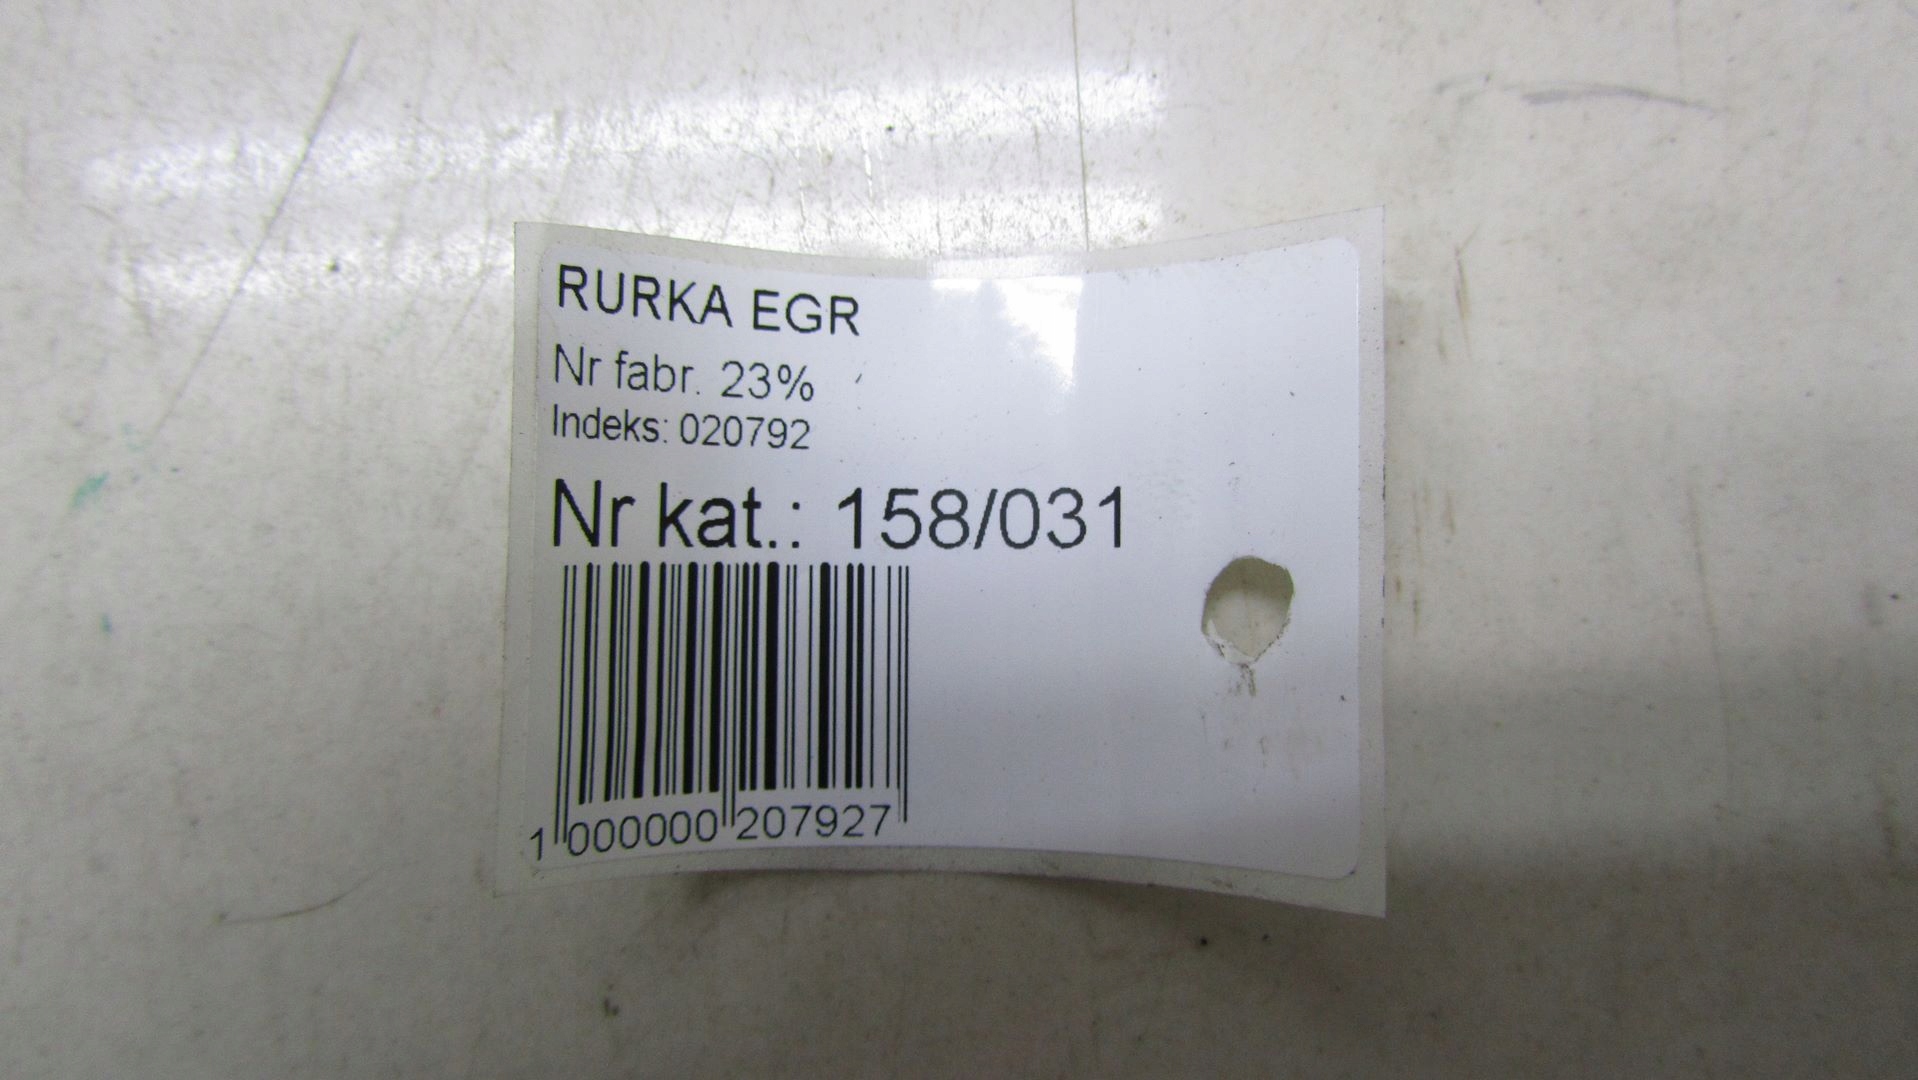 RURKA EGR
Nr fabr. 23%
Indeks: 020792
Nr kat.: 158/031
1 000000 207927